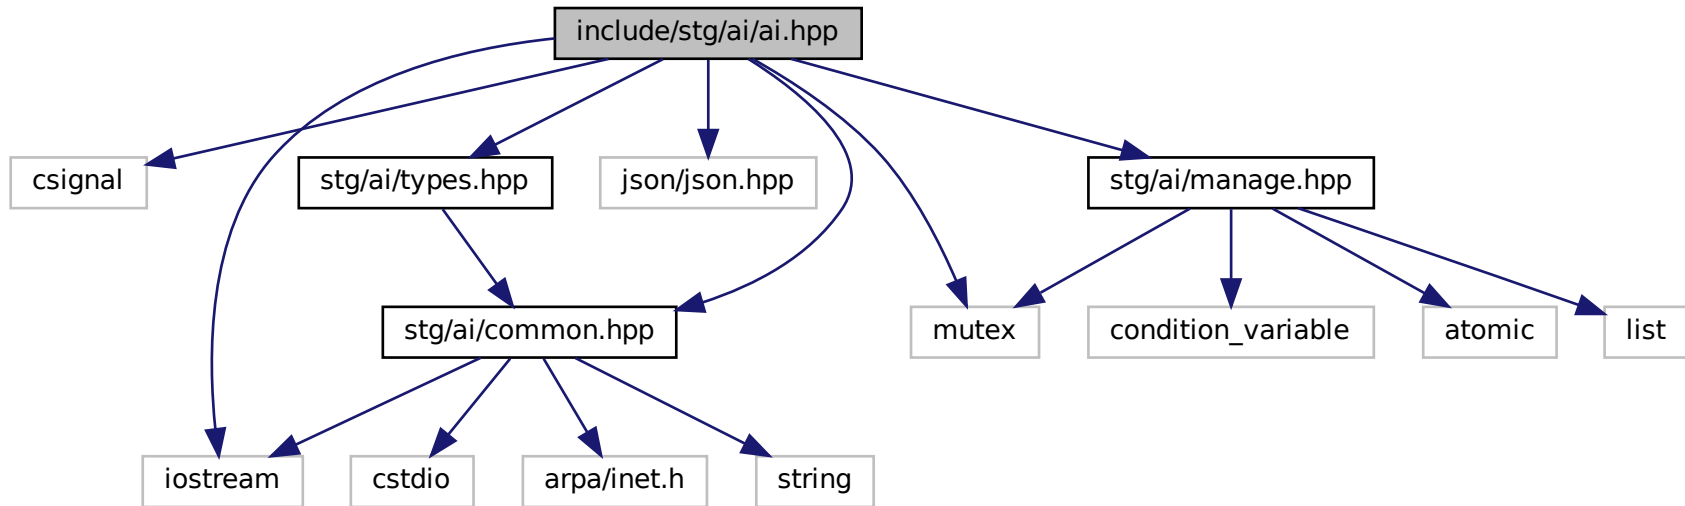 include/stg/ai/ai.hpp
csignal
stg/ai/types.hpp
json/json.hpp
stg/ai/manage.hpp
stg/ai/common.hpp
mutex
condition_variable
atomic
list
iostream
cstdio
arpa/inet.h
string